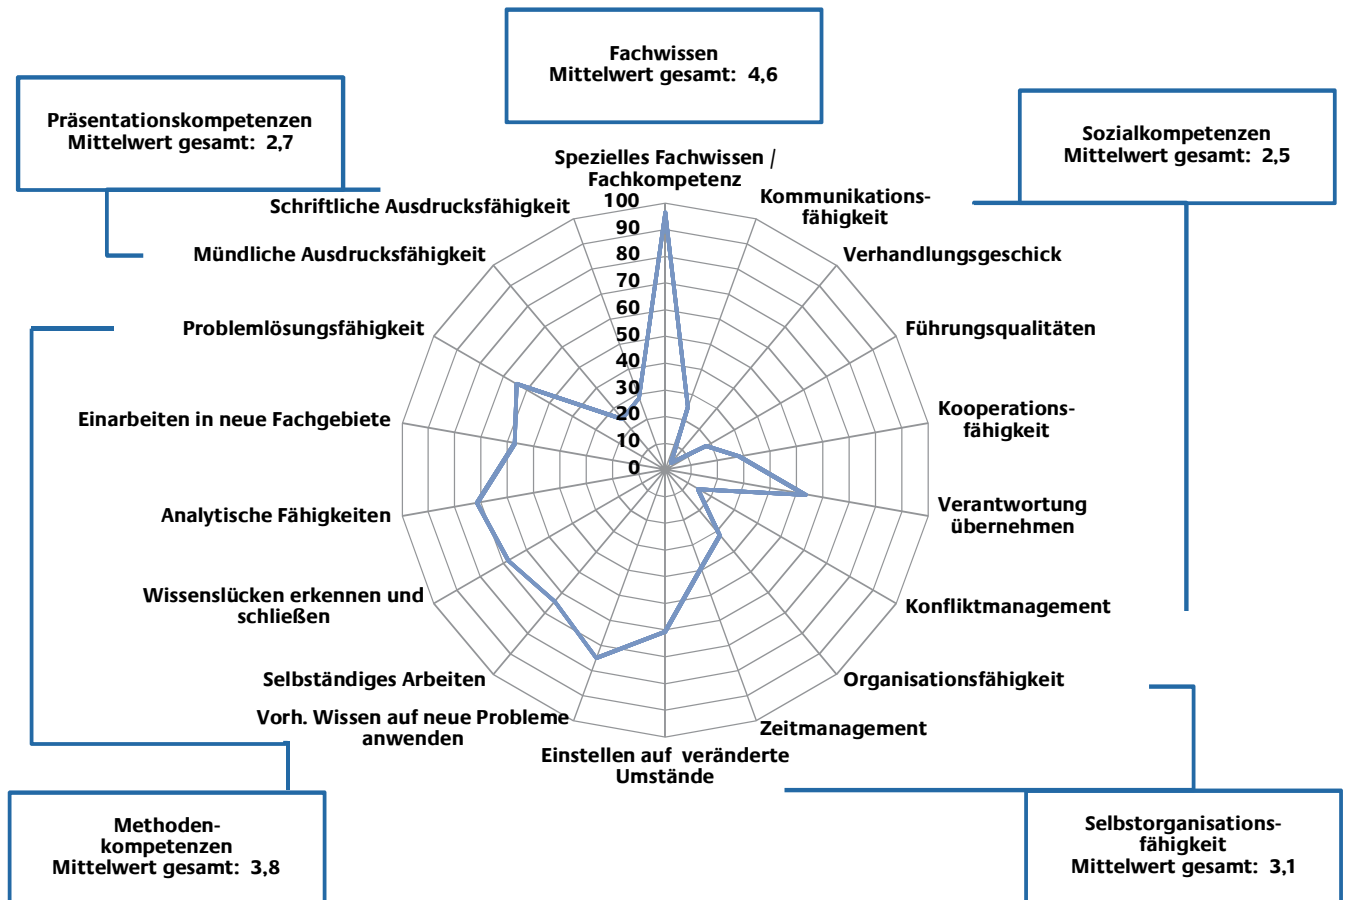 Fachwissen
Mittelwert gesamt: 4,6
Präsentationskompetenzen
Mittelwert gesamt: 2,7
Sozialkompetenzen
Mittelwert gesamt: 2,5
Spezielles Fachwissen /
Fachkompetenz
Kommunikations-
fähigkeit
Verhandlungsgeschick
Führungsqualitäten
Kooperations-
fähigkeit
Verantwortung
übernehmen
Konfliktmanagement
Organisationsfähigkeit
Zeitmanagement
Einstellen auf veränderte
Umstände
Vorh. Wissen auf neue Probleme
anwenden
Selbständiges Arbeiten
Wissenslücken erkennen und
schließen
Analytische Fähigkeiten
Einarbeiten in neue Fachgebiete
Problemlösungsfähigkeit
Mündliche Ausdrucksfähigkeit
Schriftliche Ausdrucksfähigkeit
100
90
80
70
60
50
40
30
20
10
0
Methoden-
kompetenzen
Mittelwert gesamt: 3,8
Selbstorganisations-
fähigkeit
Mittelwert gesamt: 3,1